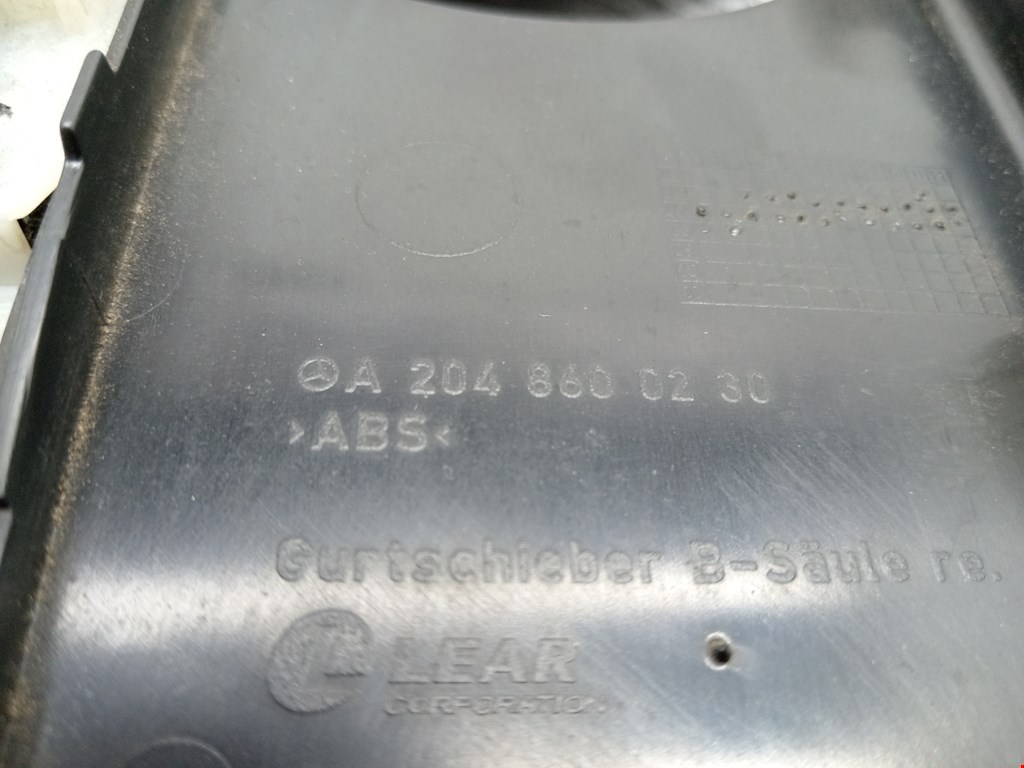 A 204 860 02 30
>ABS<
Gurtschieber B-Säule re.
LEAR
CORPORATION